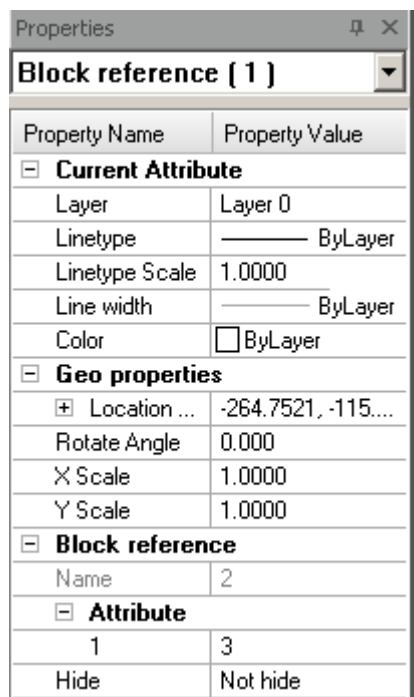 Properties
Block reference ( 1 )
Property Name Property Value
Current Attribute
Layer Layer 0
Linetype ByLayer
Linetype Scale 1.0000
Line width ByLayer
Color ByLayer
Geo properties
Location ... -264.7521, -115....
Rotate Angle 0.000
X Scale 1.0000
Y Scale 1.0000
Block reference
Name 2
Attribute
1 3
Hide Not hide